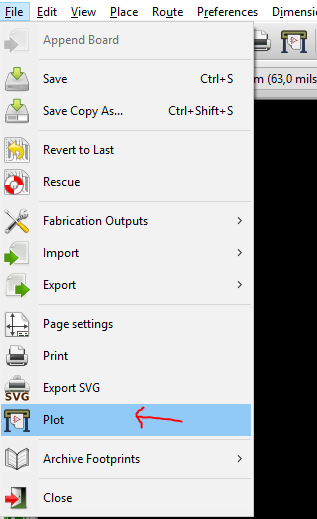 File Edit View Place Route Preferences Dimensi
Append Board
Save Ctrl+S
m (63,0 mils
Save Copy As... Ctrl+Shift+S
Revert to Last
Rescue
Fabrication Outputs
Import
Export
Page settings
Print
SVG Export SVG
Plot
Archive Footprints
Close